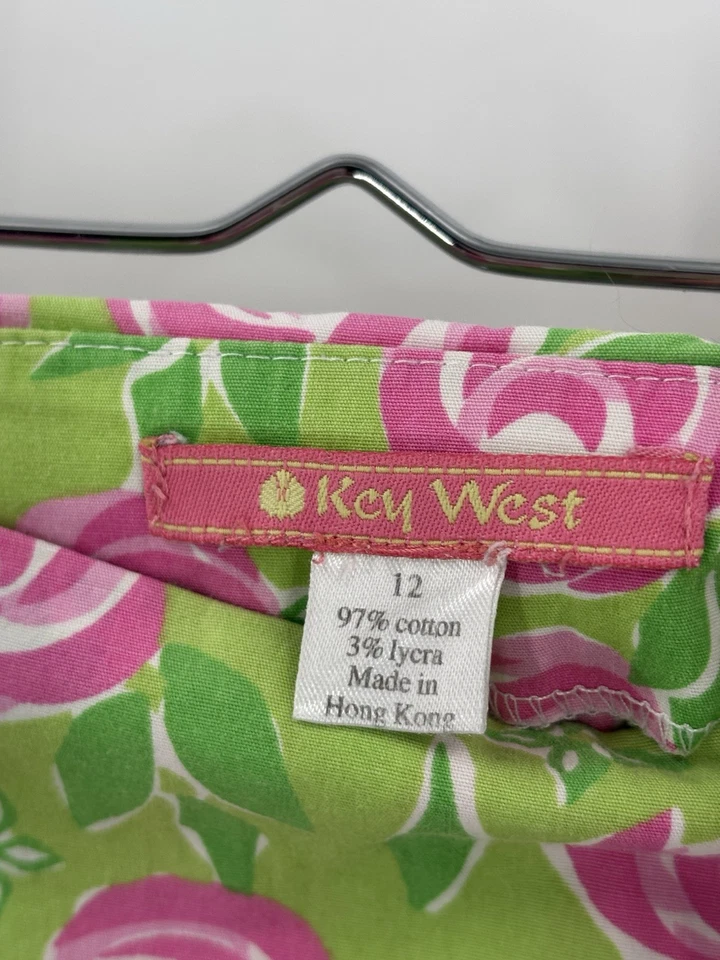 Key West
12
97% cotton
3% lycra
Made in
Hong Kong